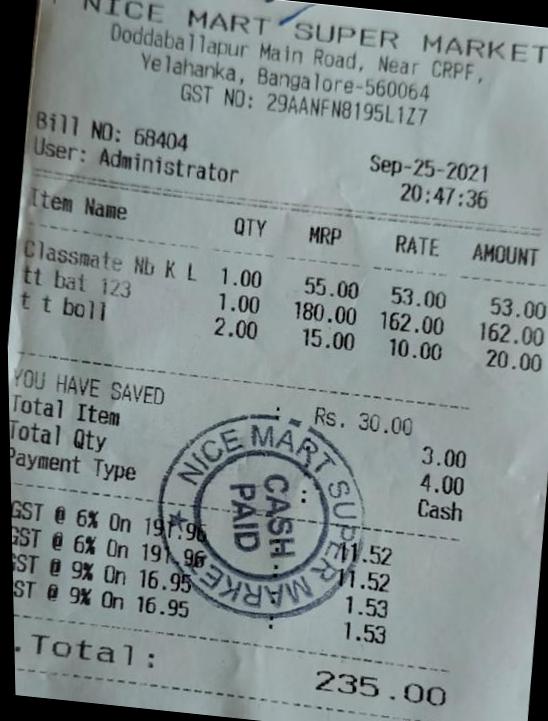 NICE MART SUPER MARKET
Doddaballapur Main Road, Near CRPF,
Yelahanka, Bangalore-560064
GST NO: 29AANFN8195L1Z7
Bill NO: 68404
Sep-25-2021
User: Administrator
20:47:36
Item Name QTY MRP RATE AMOUNT
Classmate Nb K L 1.00 55.00 53.00 53.00
tt bat 123 1.00 180.00 162.00 162.00
t t boll 2.00 15.00 10.00 20.00
YOU HAVE SAVED : Rs. 30.00
Total Item 3.00
Total Qty 4.00
Payment Type : Cash
GST @ 6% On 191.96 11.52
GST @ 6% On 191.96 11.52
GST @ 9% On 16.95 1.53
ST @ 9% On 16.95 : 1.53
.Total: 235.00
NICE MART SUPER MARKET
CASH
PAID